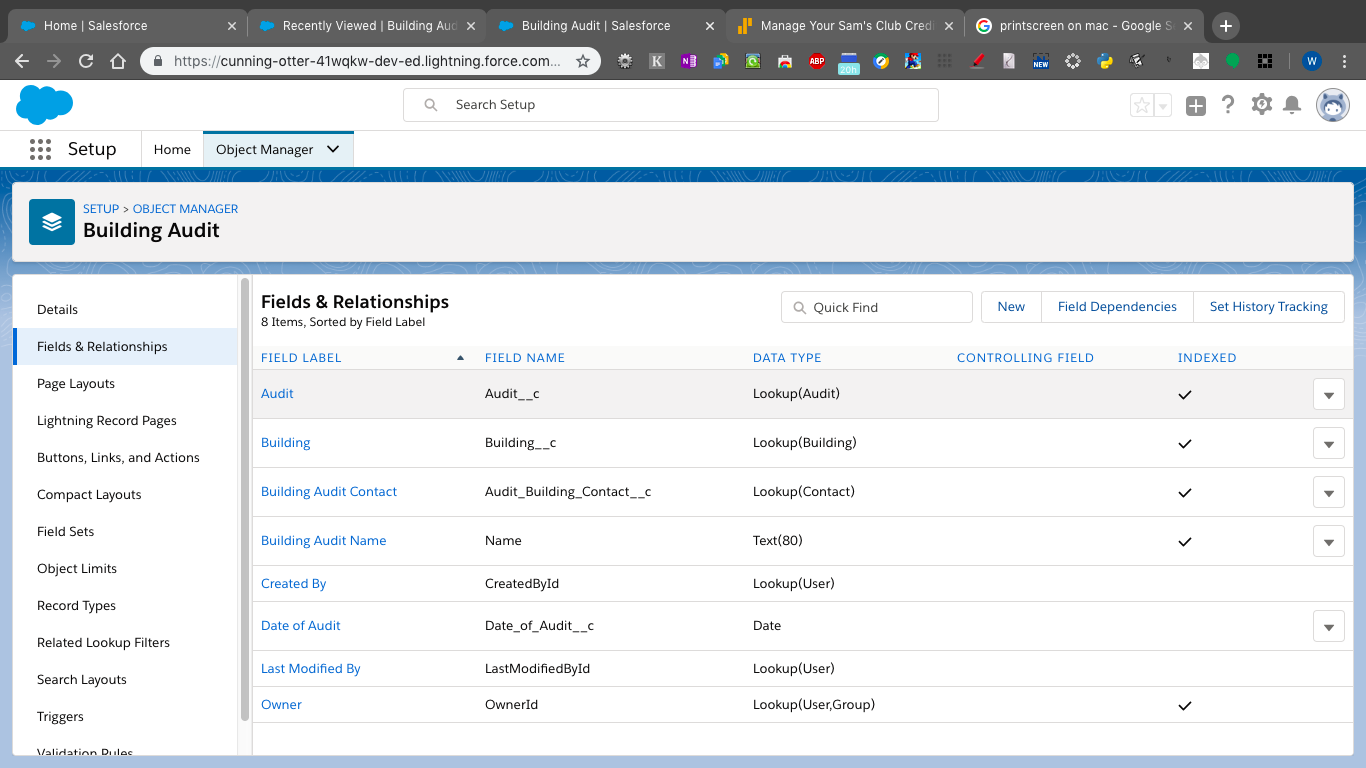 Home | Salesforce
Recently Viewed | Building Aud
Building Audit | Salesforce
Manage Your Sam's Club Credi
printscreen on mac - Google S
https://cunning-otter-41wqkw-dev-ed.lightning.force.com...
K
N
ABP
20h
NEW
W
Search Setup
Setup
Home
Object Manager
SETUP > OBJECT MANAGER
Building Audit
Details
Fields & Relationships
Page Layouts
Lightning Record Pages
Buttons, Links, and Actions
Compact Layouts
Field Sets
Object Limits
Record Types
Related Lookup Filters
Search Layouts
Triggers
Validation Rules
Fields & Relationships
8 Items, Sorted by Field Label
Quick Find
New
Field Dependencies
Set History Tracking
FIELD LABEL FIELD NAME DATA TYPE CONTROLLING FIELD INDEXED
Audit Audit__c Lookup(Audit)
Building Building__c Lookup(Building)
Building Audit Contact Audit_Building_Contact__c Lookup(Contact)
Building Audit Name Name Text(80)
Created By CreatedById Lookup(User)
Date of Audit Date_of_Audit__c Date
Last Modified By LastModifiedById Lookup(User)
Owner OwnerId Lookup(User,Group)